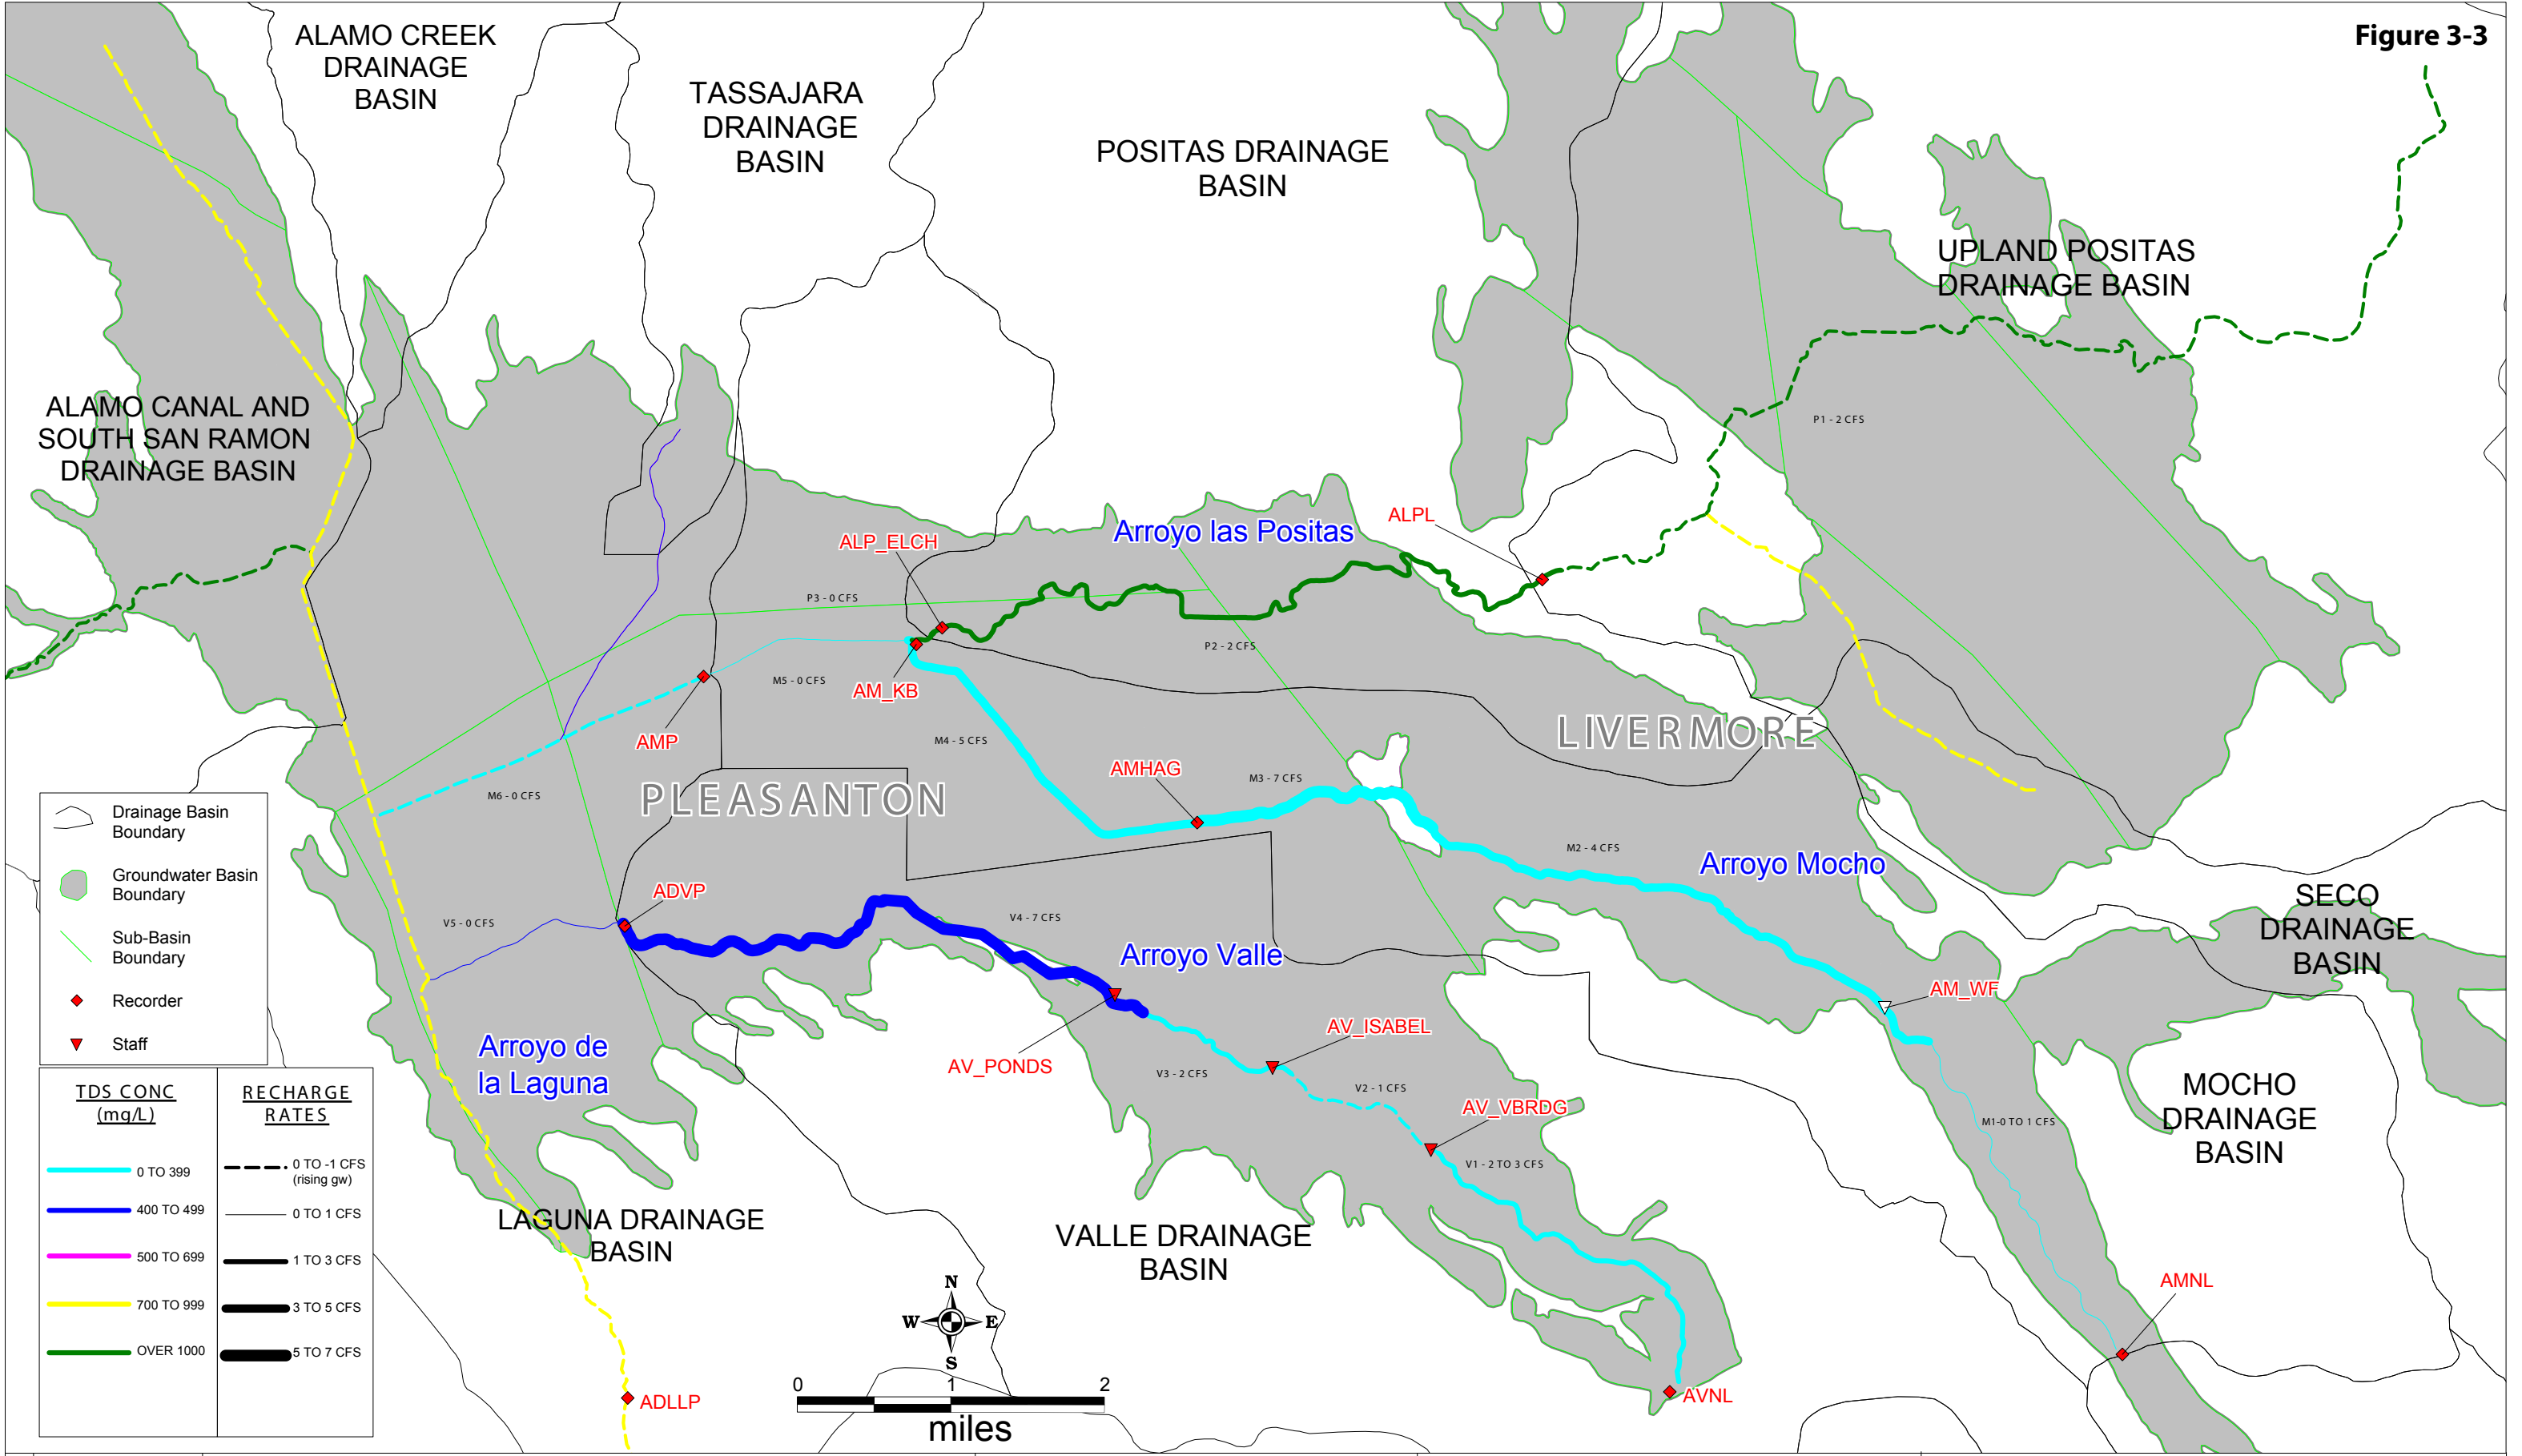 Figure 3-3
ALAMO CREEK
DRAINAGE
BASIN
TASSAJARA
DRAINAGE
BASIN
POSITAS DRAINAGE
BASIN
UPLAND POSITAS
DRAINAGE BASIN
ALAMO CANAL AND
SOUTH SAN RAMON
DRAINAGE BASIN
P1 - 2 CFS
ALPL
Arroyo las Positas
ALP_ELCH
P3 - 0 CFS
P2 - 2 CFS
M5 - 0 CFS
AM_KB
AMP
M4 - 5 CFS
LIVERMORE
AMHAG
M3 - 7 CFS
PLEASANTON
M6 - 0 CFS
M2 - 4 CFS
Arroyo Mocho
ADVP
V5 - 0 CFS
V4 - 7 CFS
Arroyo Valle
SECO
DRAINAGE
BASIN
AM_WF
AV_ISABEL
Arroyo de
la Laguna
AV_PONDS
V3 - 2 CFS
V2 - 1 CFS
AV_VBRDG
MOCHO
DRAINAGE
BASIN
M1-0 TO 1 CFS
V1 - 2 TO 3 CFS
LAGUNA DRAINAGE
BASIN
VALLE DRAINAGE
BASIN
AMNL
AVNL
ADLLP
Drainage Basin
Boundary
Groundwater Basin
Boundary
Sub-Basin
Boundary
Recorder
Staff
TDS CONC
(mg/L)
0 TO 399
400 TO 499
500 TO 699
700 TO 999
OVER 1000
RECHARGE
RATES
0 TO -1 CFS
(rising gw)
0 TO 1 CFS
1 TO 3 CFS
3 TO 5 CFS
5 TO 7 CFS
N
W E
S
0 1 2
miles